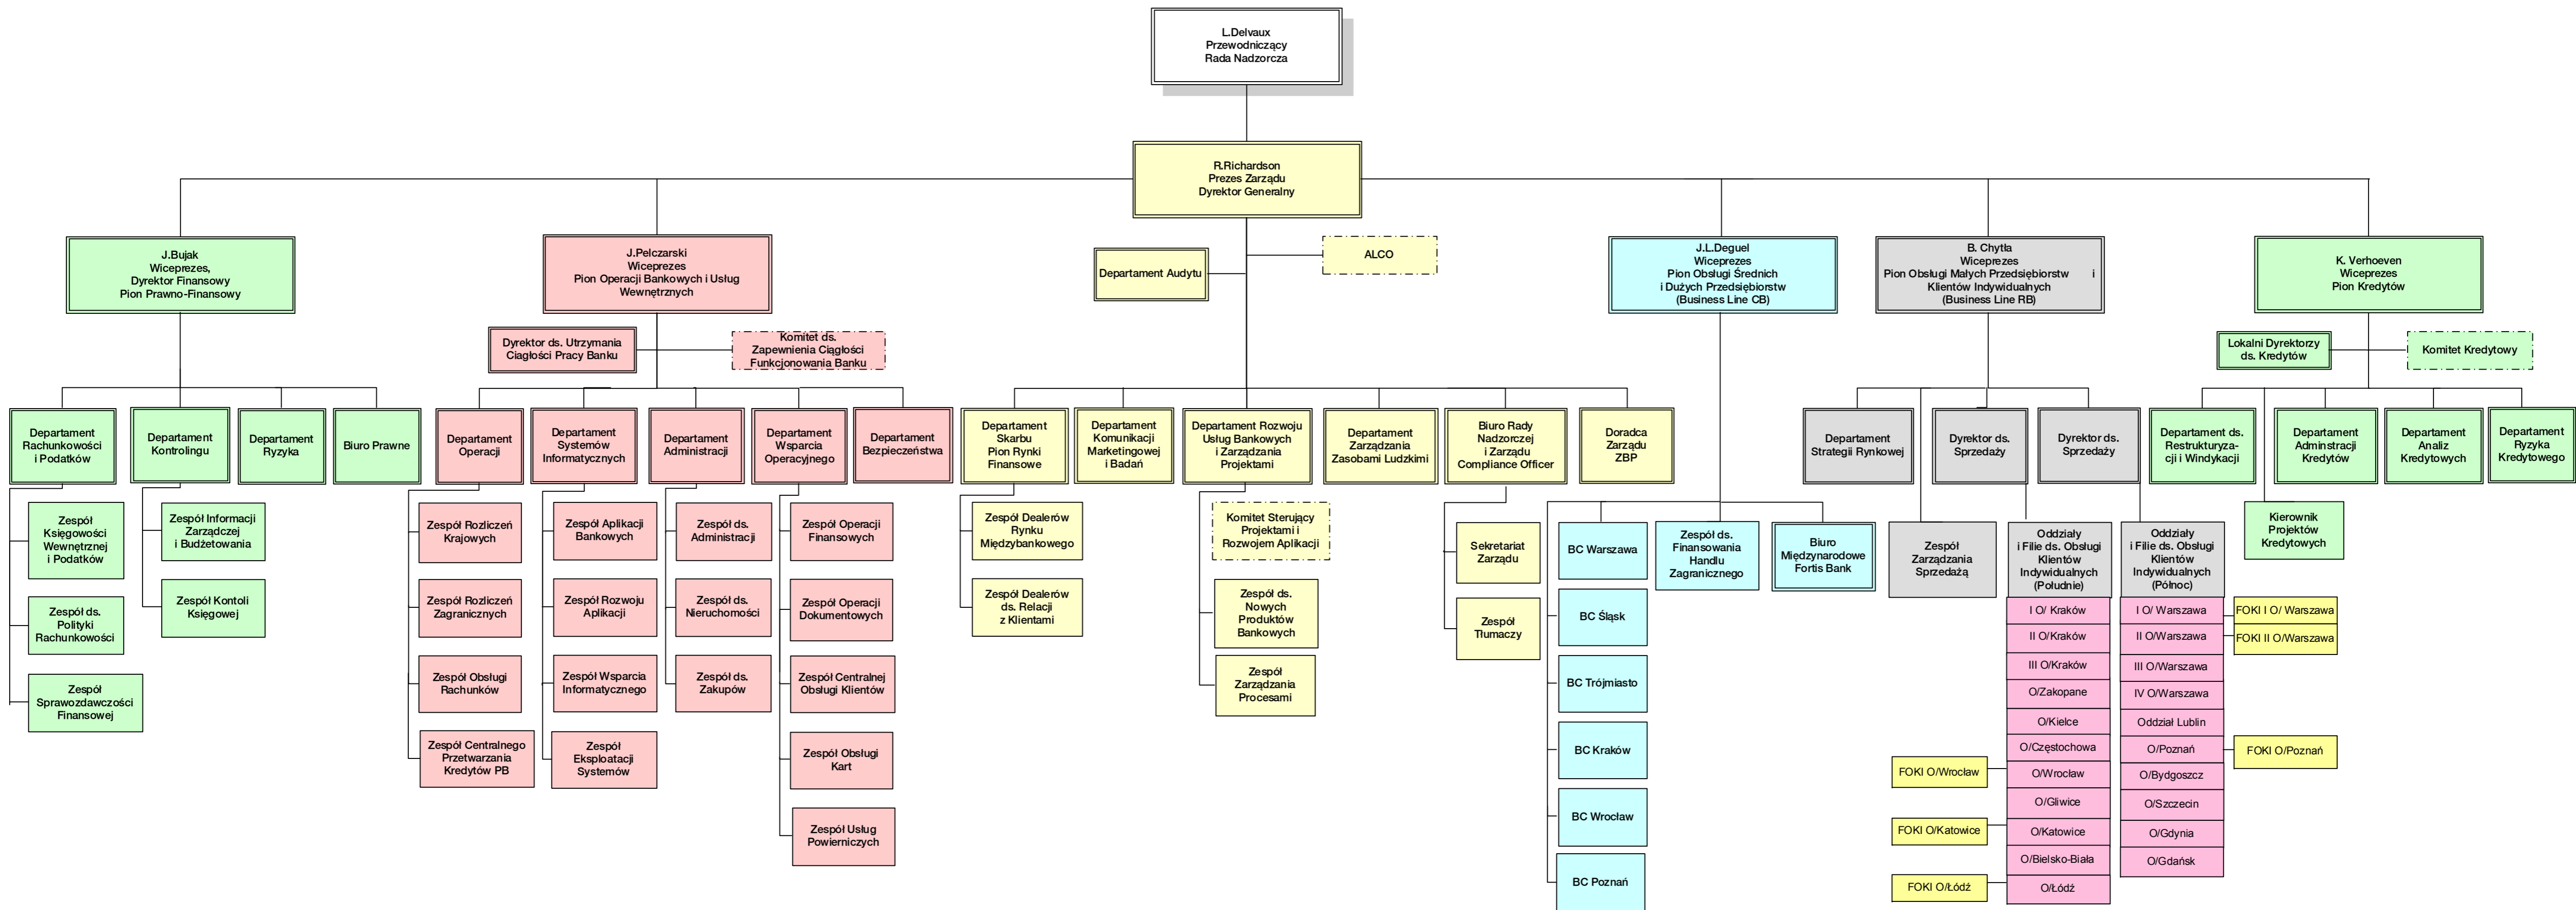 L.Delvaux
Przewodniczący
Rada Nadzorcza
R.Richardson
Prezes Zarządu
Dyrektor Generalny
J.Bujak
Wiceprezes,
Dyrektor Finansowy
Pion Prawno-Finansowy
J.Pelczarski
Wiceprezes
Pion Operacji Bankowych i Usług
Wewnętrznych
Departament Audytu
ALCO
J.L.Deguel
Wiceprezes
Pion Obsługi Średnich
i Dużych Przedsiębiorstw
(Business Line CB)
B. Chytła
Wiceprezes
Pion Obsługi Małych Przedsiębiorstw i
Klientów Indywidualnych
(Business Line RB)
K. Verhoeven
Wiceprezes
Pion Kredytów
Dyrektor ds. Utrzymania
Ciagłości Pracy Banku
Komitet ds.
Zapewnienia Ciągłości
Funkcjonowania Banku
Lokalni Dyrektorzy
ds. Kredytów
Komitet Kredytowy
Departament
Rachunkowości
i Podatków
Departament
Kontrolingu
Departament
Ryzyka
Biuro Prawne
Departament
Operacji
Departament
Systemów
Informatycznych
Departament
Administracji
Departament
Wsparcia
Operacyjnego
Departament
Bezpieczeństwa
Departament
Skarbu
Pion Rynki
Finansowe
Departament
Komunikacji
Marketingowej
i Badań
Departament Rozwoju
Usług Bankowych
i Zarządzania
Projektami
Departament
Zarządzania
Zasobami Ludzkimi
Biuro Rady
Nadzorczej
i Zarządu
Compliance Officer
Doradca
Zarządu
ZBP
Departament
Strategii Rynkowej
Dyrektor ds.
Sprzedaży
Dyrektor ds.
Sprzedaży
Departament ds.
Restrukturyza-
cji i Windykacji
Departament
Adminstracji
Kredytów
Departament
Analiz
Kredytowych
Departament
Ryzyka
Kredytowego
Zespół
Księgowości
Wewnętrznej
i Podatków
Zespół ds.
Polityki
Rachunkowości
Zespół
Sprawozdawczości
Finansowej
Zespół Informacji
Zarządczej
i Budżetowania
Zespół Kontoli
Księgowej
Zespół Rozliczeń
Krajowych
Zespół Rozliczeń
Zagranicznych
Zespół Obsługi
Rachunków
Zespół Centralnego
Przetwarzania
Kredytów PB
Zespół Aplikacji
Bankowych
Zespół Rozwoju
Aplikacji
Zespół Wsparcia
Informatycznego
Zespół
Eksploatacji
Systemów
Zespół ds.
Administracji
Zespół ds.
Nieruchomości
Zespół ds.
Zakupów
Zespół Operacji
Finansowych
Zespół Operacji
Dokumentowych
Zespół Centralnej
Obsługi Klientów
Zespół Obsługi
Kart
Zespół Usług
Powierniczych
Zespół Dealerów
Rynku
Międzybankowego
Zespół Dealerów
ds. Relacji
z Klientami
Komitet Sterujący
Projektami i
Rozwojem Aplikacji
Zespół ds.
Nowych
Produktów
Bankowych
Zespół
Zarządzania
Procesami
Sekretariat
Zarządu
Zespół
Tłumaczy
BC Warszawa
BC Śląsk
BC Trójmiasto
BC Kraków
BC Wrocław
BC Poznań
Zespół ds.
Finansowania
Handlu
Zagranicznego
Biuro
Międzynarodowe
Fortis Bank
Zespół
Zarządzania
Sprzedażą
Oddziały
i Filie ds. Obsługi
Klientów
Indywidualnych
(Południe)
I O/ Kraków
II O/Kraków
III O/Kraków
O/Zakopane
O/Kielce
O/Częstochowa
O/Wrocław
O/Gliwice
O/Katowice
O/Bielsko-Biała
O/Łódź
FOKI O/Wrocław
FOKI O/Katowice
FOKI O/Łódź
Oddziały
i Filie ds. Obsługi
Klientów
Indywidualnych
(Północ)
I O/ Warszawa
II O/Warszawa
III O/Warszawa
IV O/Warszawa
Oddział Lublin
O/Poznań
O/Bydgoszcz
O/Szczecin
O/Gdynia
O/Gdańsk
FOKI I O/ Warszawa
FOKI II O/Warszawa
FOKI O/Poznań
Kierownik
Projektów
Kredytowych